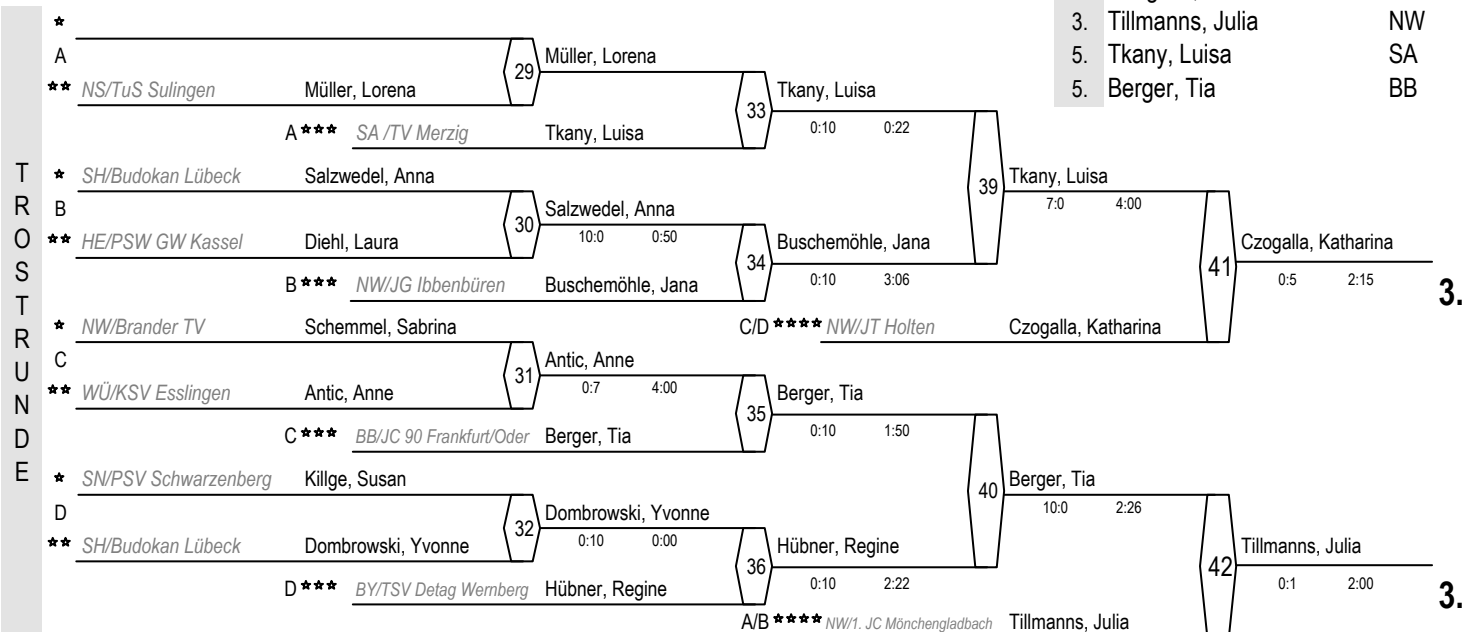 3. Tillmanns, Julia NW
5. Tkany, Luisa SA
5. Berger, Tia BB
TROSTRUNDE
*
A
** NS/TuS Sulingen Müller, Lorena
29 Müller, Lorena
A *** SA /TV Merzig Tkany, Luisa
33 Tkany, Luisa
0:10 0:22
* SH/Budokan Lübeck Salzwedel, Anna
B
** HE/PSW GW Kassel Diehl, Laura
30 Salzwedel, Anna
10:0 0:50
B *** NW/JG Ibbenbüren Buschemöhle, Jana
34 Buschemöhle, Jana
0:10 3:06
39 Tkany, Luisa
7:0 4:00
C/D **** NW/JT Holten Czogalla, Katharina
41 Czogalla, Katharina
0:5 2:15
3.
* NW/Brander TV Schemmel, Sabrina
C
** WÜ/KSV Esslingen Antic, Anne
31 Antic, Anne
0:7 4:00
C *** BB/JC 90 Frankfurt/Oder Berger, Tia
35 Berger, Tia
0:10 1:50
* SN/PSV Schwarzenberg Killge, Susan
D
** SH/Budokan Lübeck Dombrowski, Yvonne
32 Dombrowski, Yvonne
0:10 0:00
D *** BY/TSV Detag Wernberg Hübner, Regine
36 Hübner, Regine
0:10 2:22
40 Berger, Tia
10:0 2:26
A/B **** NW/1. JC Mönchengladbach Tillmanns, Julia
42 Tillmanns, Julia
0:1 2:00
3.